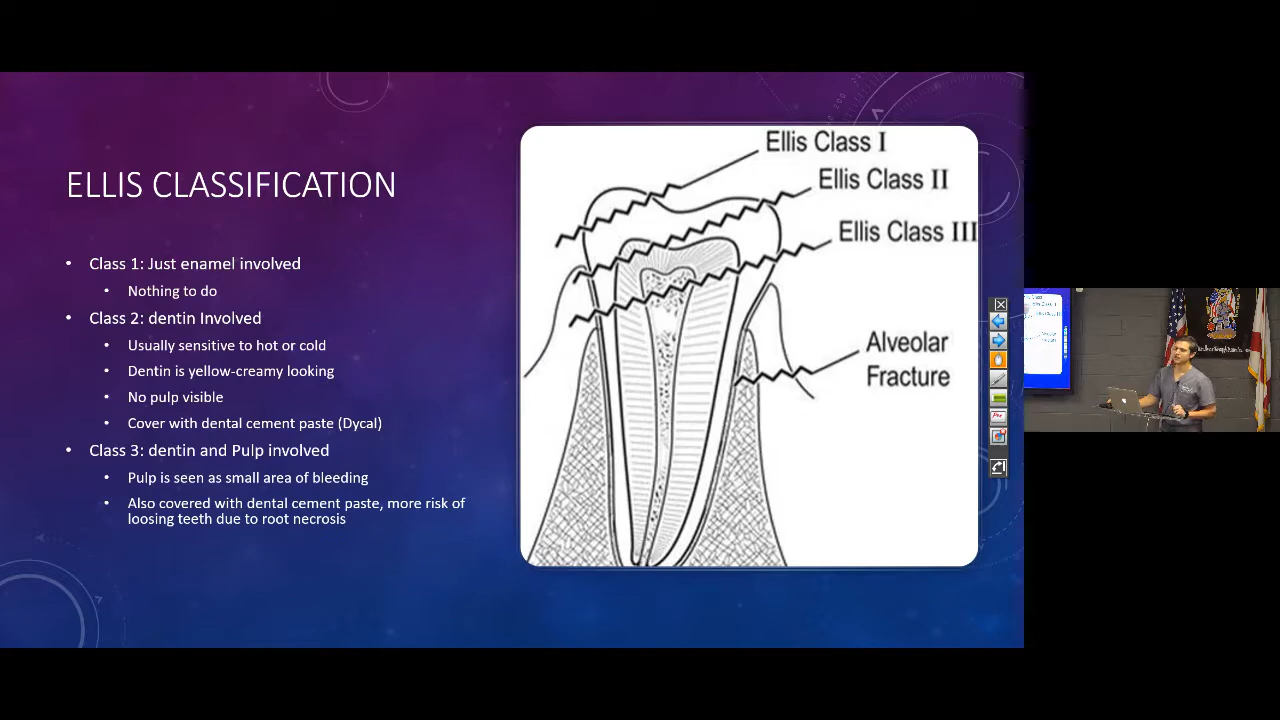 ELLIS CLASSIFICATION
Class 1: Just enamel involved
Nothing to do
Class 2: dentin Involved
Usually sensitive to hot or cold
Dentin is yellow-creamy looking
No pulp visible
Cover with dental cement paste (Dycal)
Class 3: dentin and Pulp involved
Pulp is seen as small area of bleeding
Also covered with dental cement paste, more risk of
loosing teeth due to root necrosis
Ellis Class I
Ellis Class II
Ellis Class III
Alveolar
Fracture